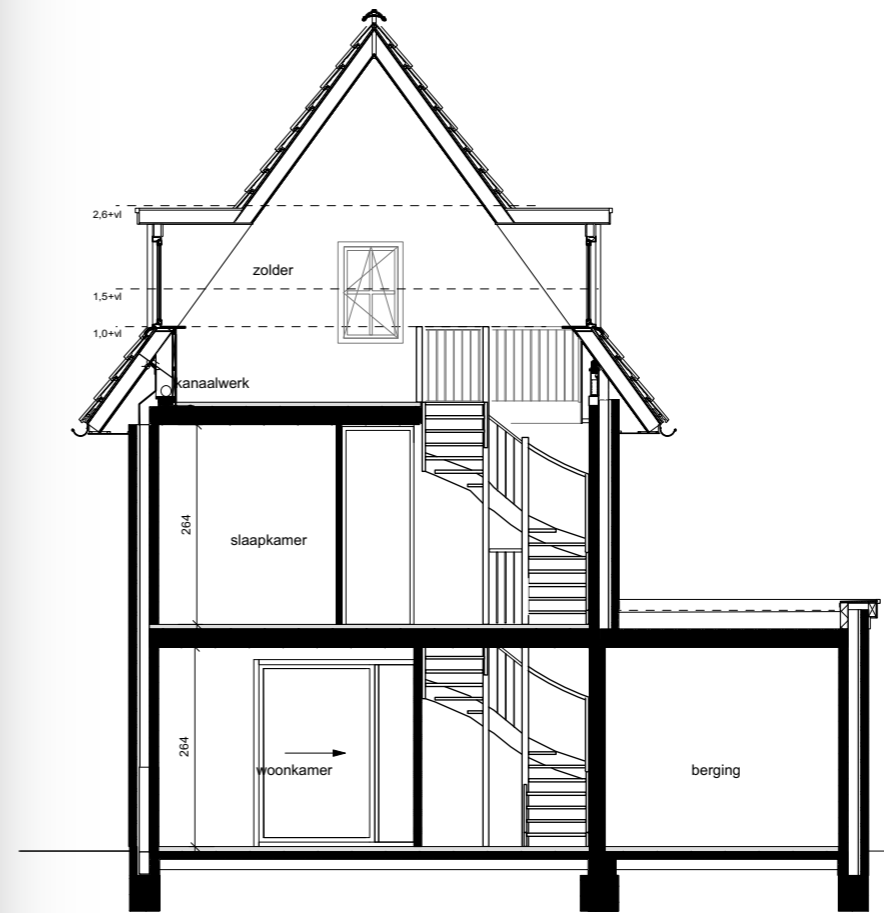 2,6+vl
zolder
1,5+vl
1,0+vl
kanaalwerk
264
slaapkamer
264
woonkamer
berging